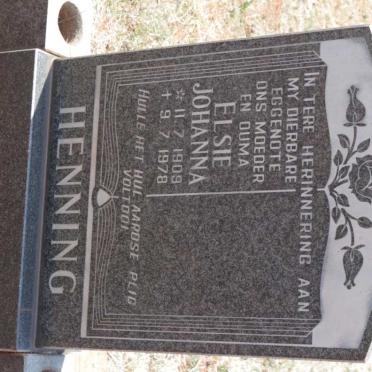 IN TERE HERINNERING AAN
MY DIERBARE
EGGENOTE
ONS MOEDER
EN OUMA
ELSIE
JOHANNA
* 11 7 1909
+ 9 7 1978
HULLE HET HUL AARDSE PLIG
VOLTOOI
HENNING